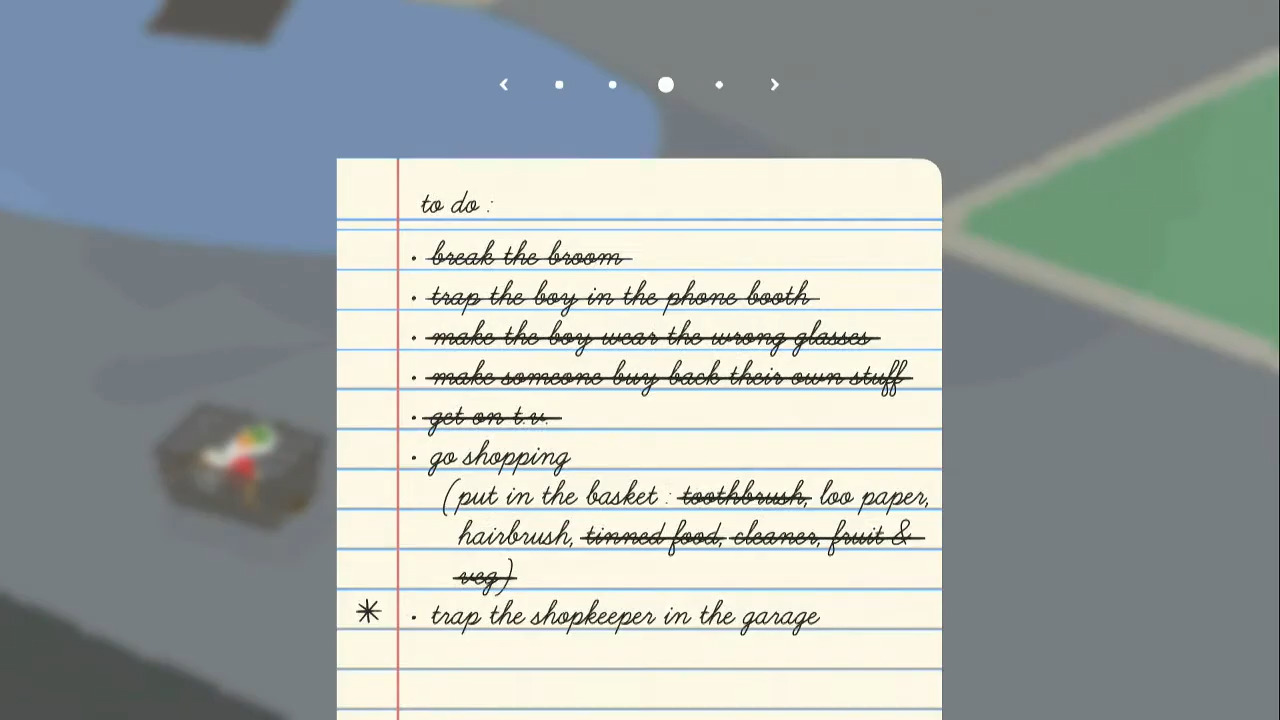 to do :
· break the broom
· trap the boy in the phone booth
· make the boy wear the wrong glasses
· make someone buy back their own stuff
· get on t.v.
· go shopping
(put in the basket : toothbrush, loo paper,
hairbrush, tinned food, cleaner, fruit &
veg)
* · trap the shopkeeper in the garage